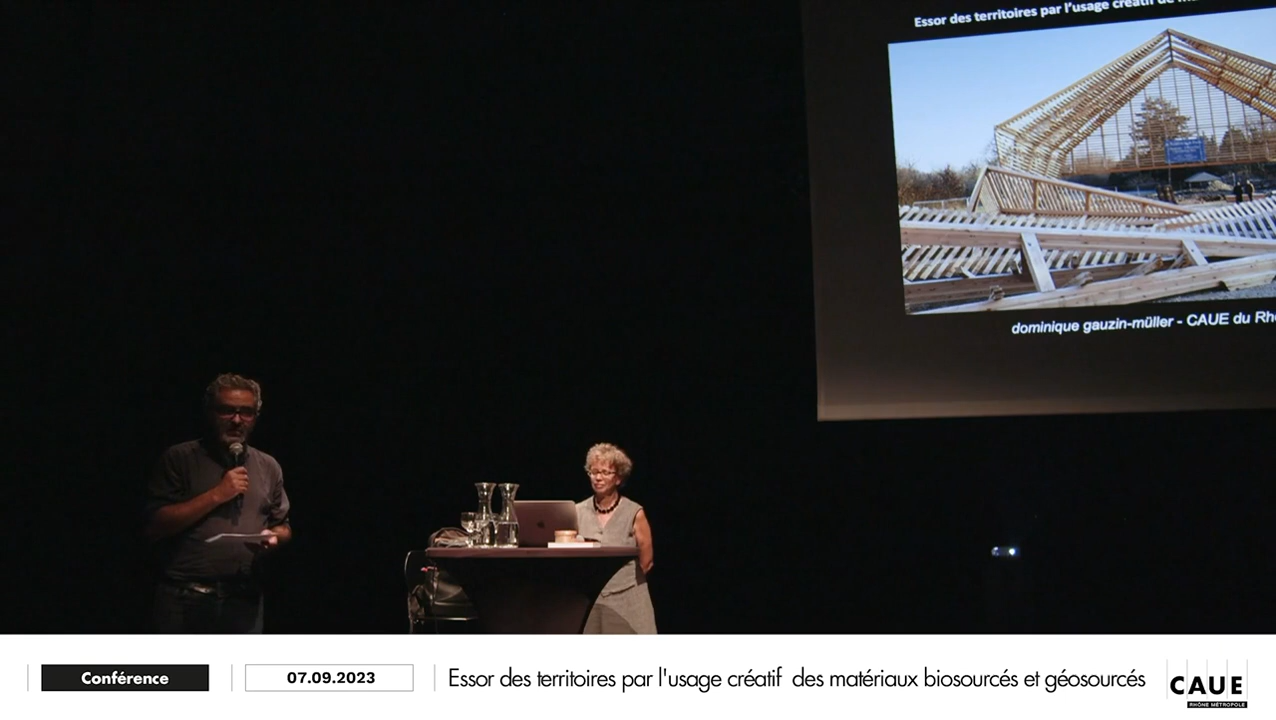 Essor des territoires par l'usage créatif de
dominique gauzin-müller - CAUE du Rh
Conférence
07.09.2023
Essor des territoires par l'usage créatif des matériaux biosourcés et géosourcés
CAUE
RHÔNE MÉTROPOLE